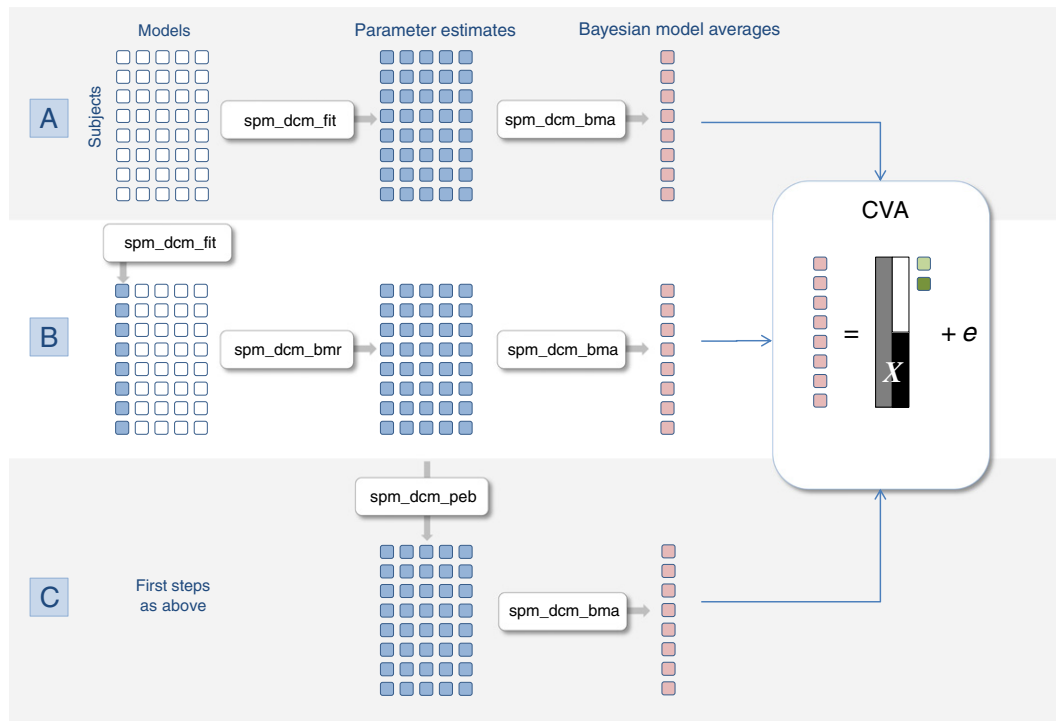 Models
Parameter estimates
Bayesian model averages
Subjects
A
spm_dcm_fit
spm_dcm_bma
CVA
spm_dcm_fit
B
spm_dcm_bmr
spm_dcm_bma
=
X
+ e
spm_dcm_peb
C
First steps
as above
spm_dcm_bma